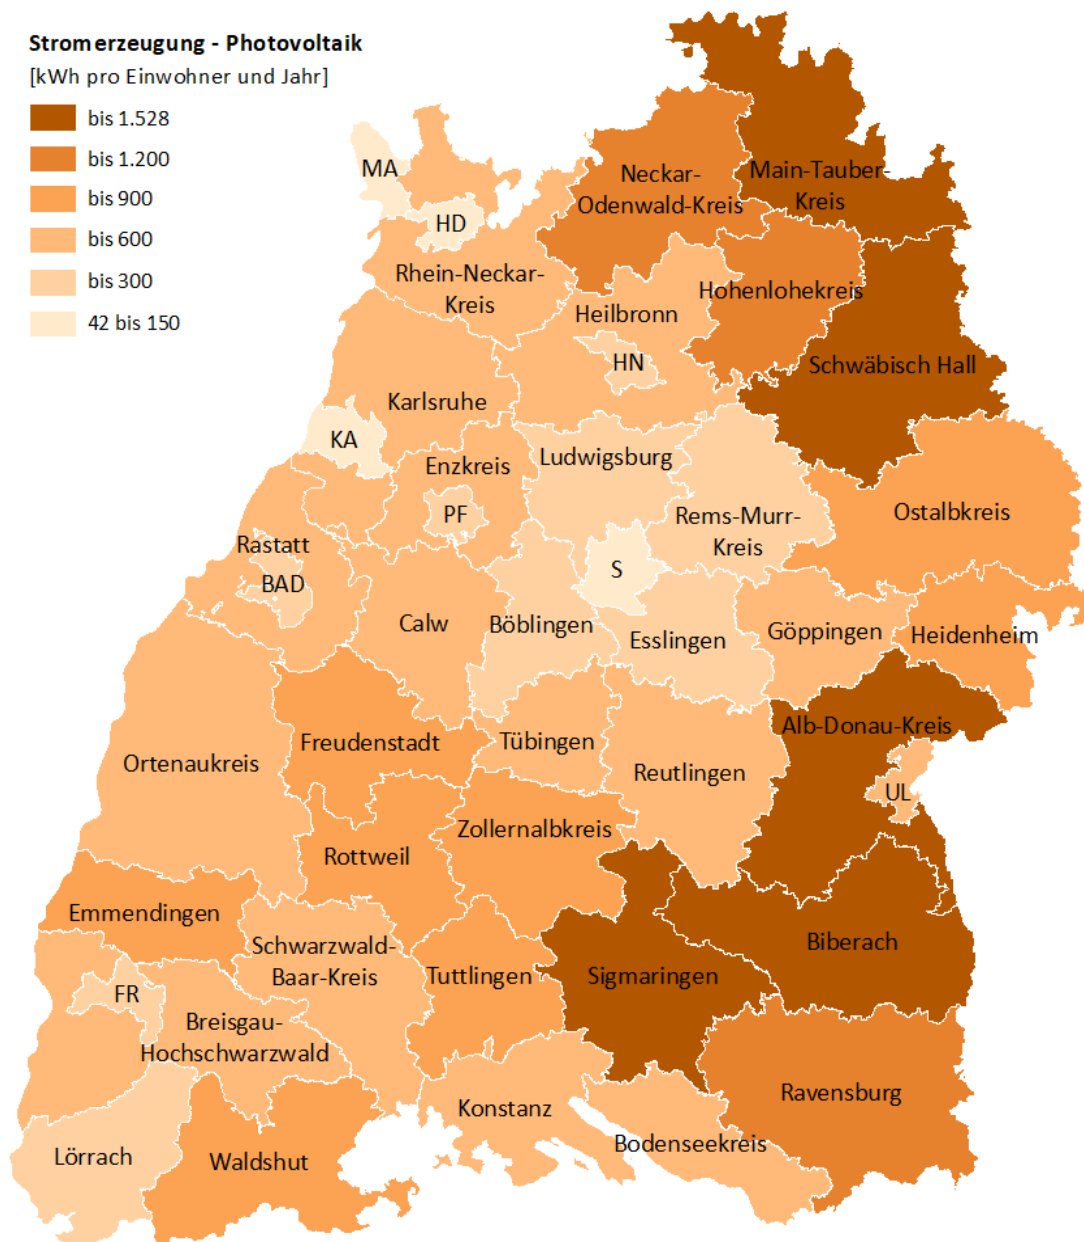 Stromerzeugung - Photovoltaik
[kWh pro Einwohner und Jahr]
bis 1.528
bis 1.200
bis 900
bis 600
bis 300
42 bis 150
MA
HD
Neckar-
Odenwald-Kreis
Main-Tauber-
Kreis
Rhein-Neckar-
Kreis
Heilbronn
Hohenlohekreis
HN
Schwäbisch Hall
Karlsruhe
KA
Enzkreis
Ludwigsburg
PF
Rems-Murr-
Kreis
Ostalbkreis
Rastatt
BAD
S
Calw
Böblingen
Esslingen
Göppingen
Heidenheim
Freudenstadt
Tübingen
Alb-Donau-Kreis
Ortenaukreis
Reutlingen
UL
Zollernalbkreis
Rottweil
Emmendingen
Schwarzwald-
Baar-Kreis
Tuttlingen
Sigmaringen
Biberach
FR
Breisgau-
Hochschwarzwald
Konstanz
Ravensburg
Bodenseekreis
Lörrach
Waldshut